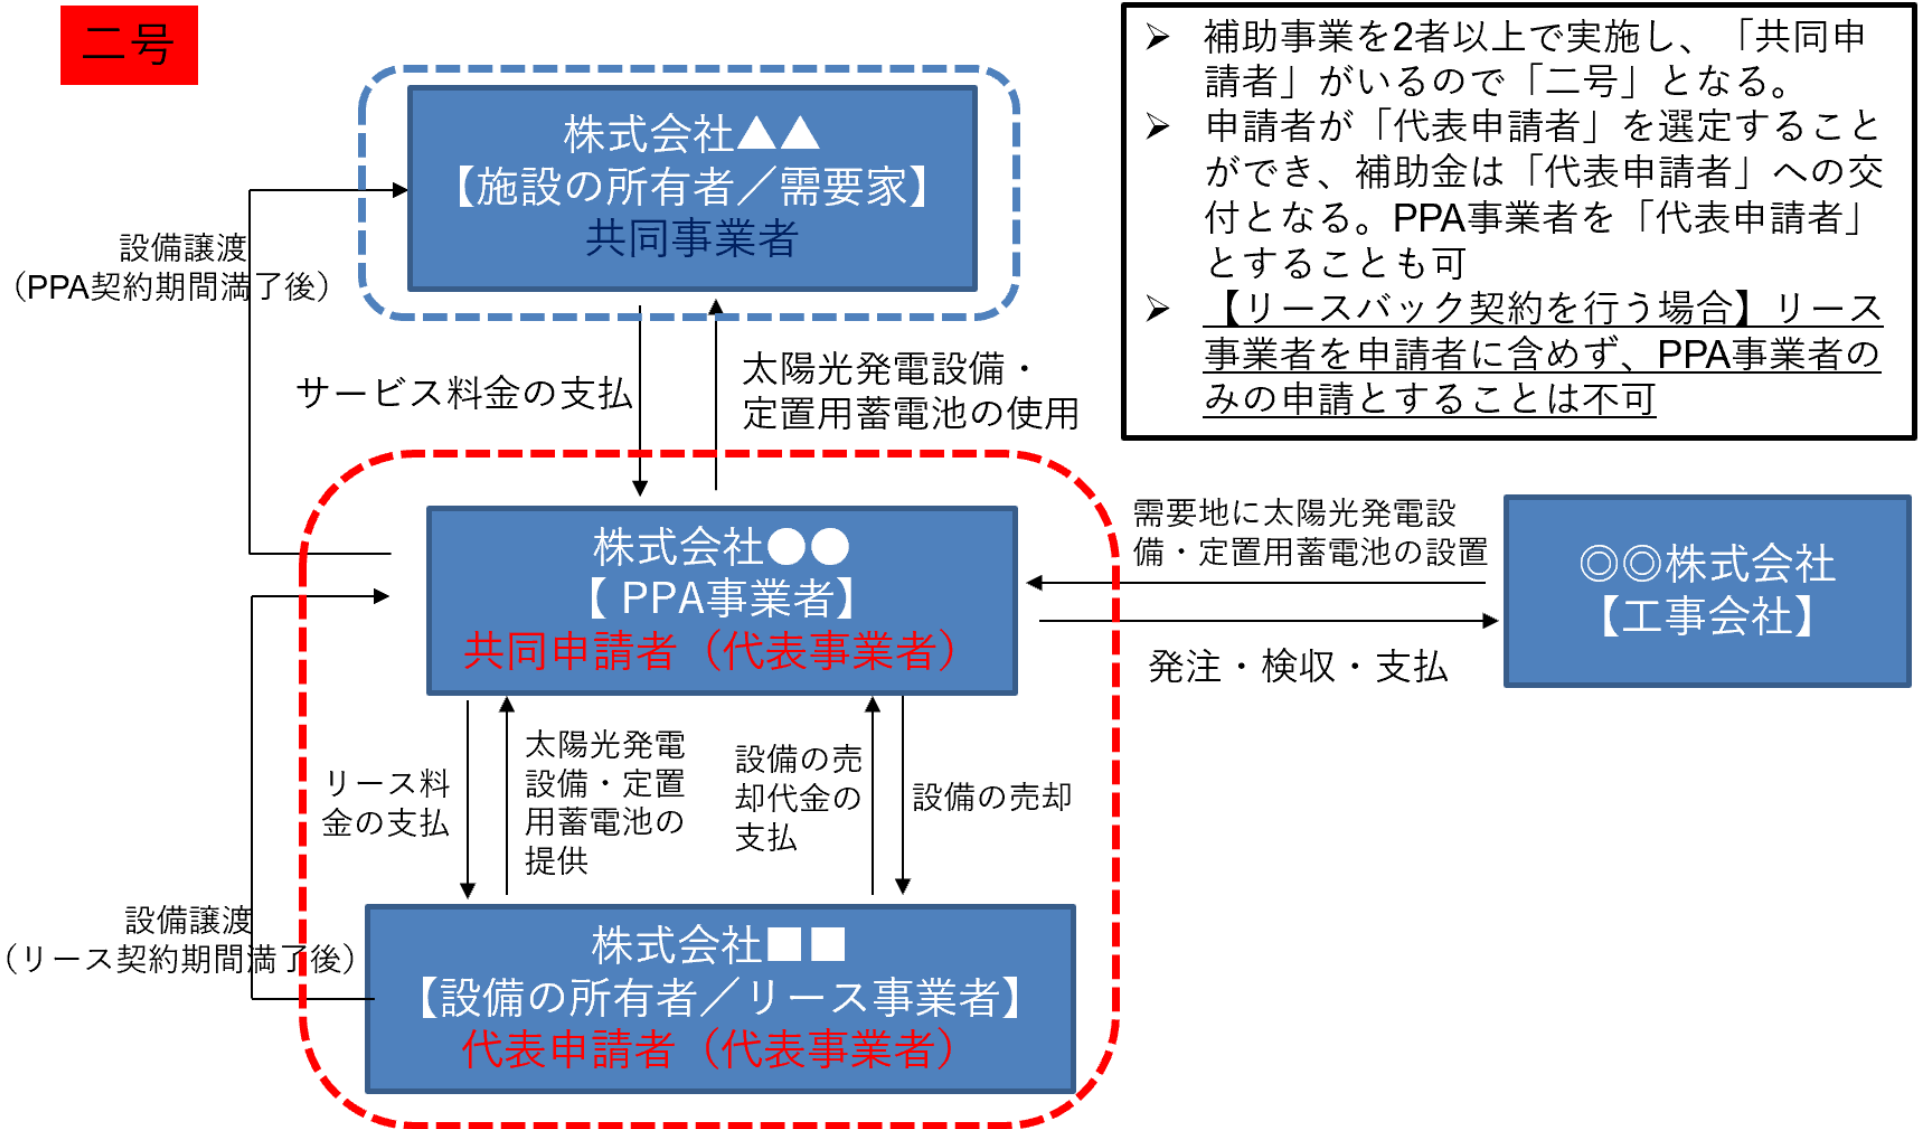 二号
補助事業を2者以上で実施し、「共同申
請者」がいるので「二号」となる。
申請者が「代表申請者」を選定すること
ができ、補助金は「代表申請者」への交
付となる。PPA事業者を「代表申請者」
とすることも可
【リースバック契約を行う場合】リース
事業者を申請者に含めず、PPA事業者の
みの申請とすることは不可
株式会社▲▲
【施設の所有者／需要家】
共同事業者
設備譲渡
（PPA契約期間満了後）
サービス料金の支払
太陽光発電設備・
定置用蓄電池の使用
株式会社●●
【 PPA事業者】
共同申請者（代表事業者）
需要地に太陽光発電設
備・定置用蓄電池の設置
発注・検収・支払
◎◎株式会社
【工事会社】
リース料
金の支払
太陽光発電
設備・定置
用蓄電池の
提供
設備の売
却代金の
支払
設備の売却
設備譲渡
（リース契約期間満了後）
株式会社■■
【設備の所有者／リース事業者】
代表申請者（代表事業者）